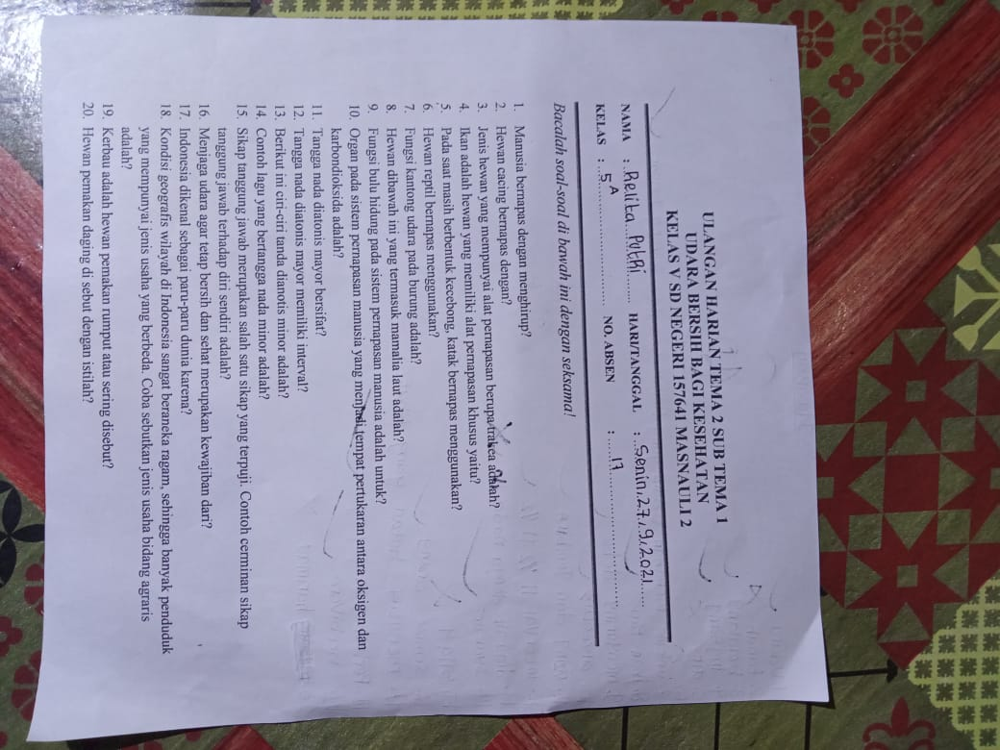 ULANGAN HARIAN TEMA 2 SUB TEMA 1
UDARA BERSIH BAGI KESEHATAN
KELAS V SD NEGERI 157641 MASNAULI 2
NAMA : Relita Putri HARI/TANGGAL : Senin, 27, 9, 2021
KELAS : 5 A NO. ABSEN : 17
Bacalah soal-soal di bawah ini dengan seksama!
1. Manusia bernapas dengan menghirup?
2. Hewan cacing bernapas dengan?
3. Jenis hewan yang mempunyai alat pernapasan berupa trakea adalah?
4. Ikan adalah hewan yang memiliki alat pernapasan khusus yaitu?
5. Pada saat masih berbentuk kecebong, katak bernapas mengunakan?
6. Hewan reptil bernapas menggunakan?
7. Fungsi kantong udara pada burung adalah?
8. Hewan dibawah ini yang termasuk mamalia laut adalah?
9. Fungsi bulu hidung pada sistem pernapasan manusia adalah untuk?
10. Organ pada sistem pernapasan manusia yang menjadi tempat pertukaran antara oksigen dan
karbondioksida adalah?
11. Tangga nada diatonis mayor bersifat?
12. Tangga nada diatonis mayor memiliki interval?
13. Berikut ini ciri-ciri tanda dianotis minor adalah?
14. Contoh lagu yang bertangga nada minor adalah?
15. Sikap tanggung jawab merupakan salah satu sikap yang terpuji. Contoh cerminan sikap
tanggung jawab terhadap diri sendiri adalah?
16. Menjaga udara agar tetap bersih dan sehat merupakan kewajiban dari?
17. Indonesia dikenal sebagai paru-paru dunia karena?
18. Kondisi geografis wilayah di Indonesia sangat beraneka ragam, sehingga banyak penduduk
yang mempunyai jenis usaha yang berbeda. Coba sebutkan jenis usaha bidang agraris
adalah?
19. Kerbau adalah hewan pemakan rumput atau sering disebut?
20. Hewan pemakan daging di sebut dengan istilah?